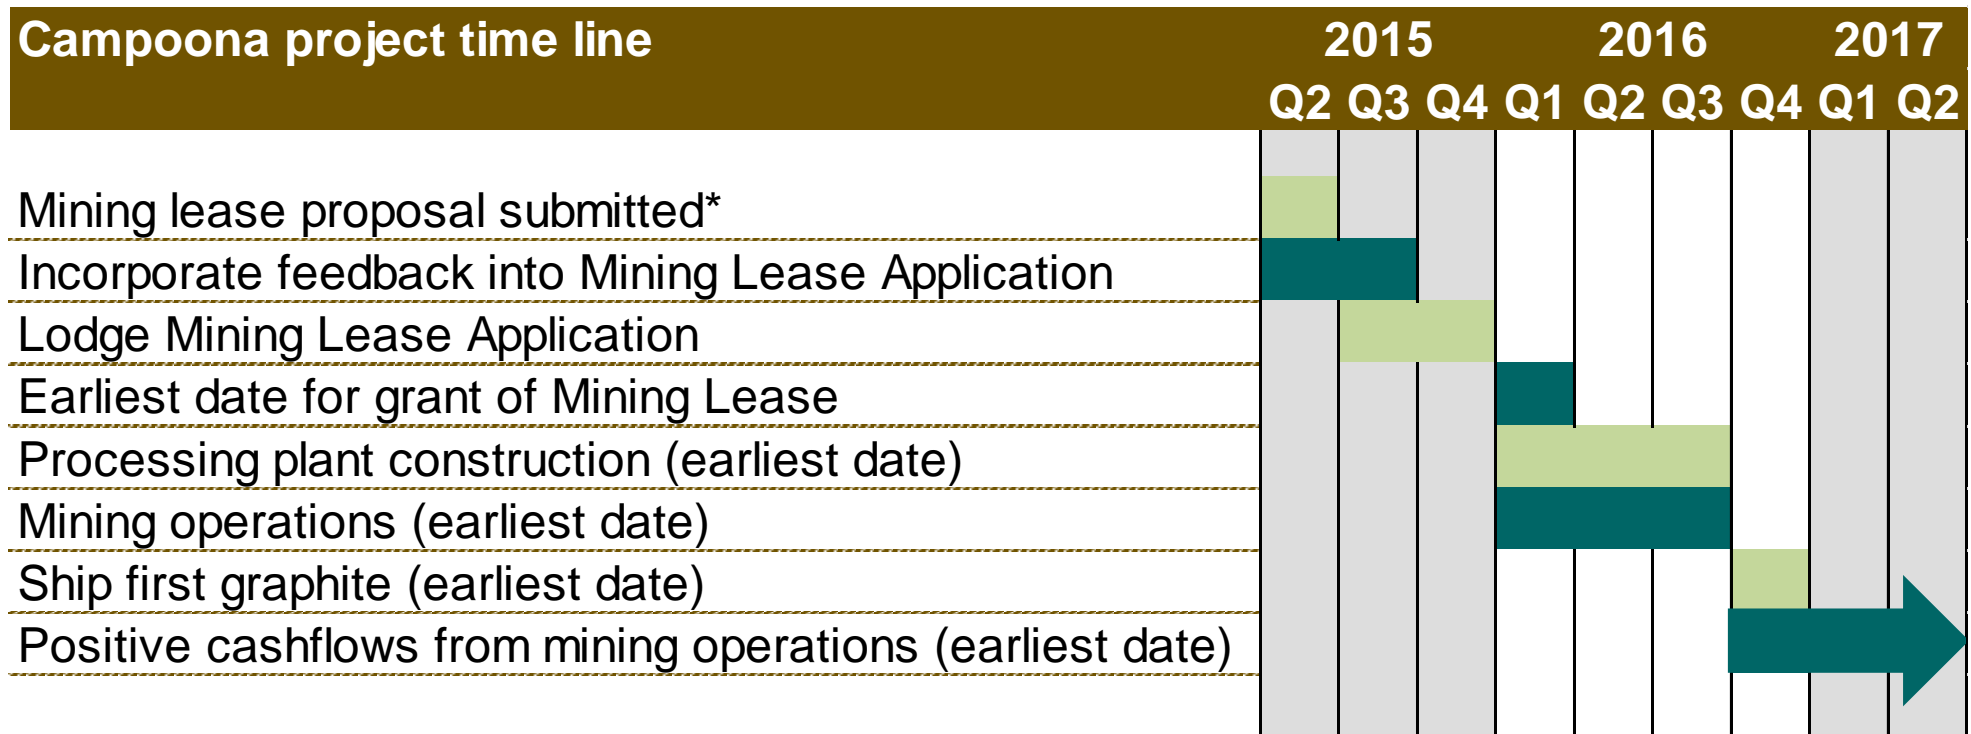 Campoona project time line 2015 2016 2017
Q2 Q3 Q4 Q1 Q2 Q3 Q4 Q1 Q2
Mining lease proposal submitted*
Incorporate feedback into Mining Lease Application
Lodge Mining Lease Application
Earliest date for grant of Mining Lease
Processing plant construction (earliest date)
Mining operations (earliest date)
Ship first graphite (earliest date)
Positive cashflows from mining operations (earliest date)